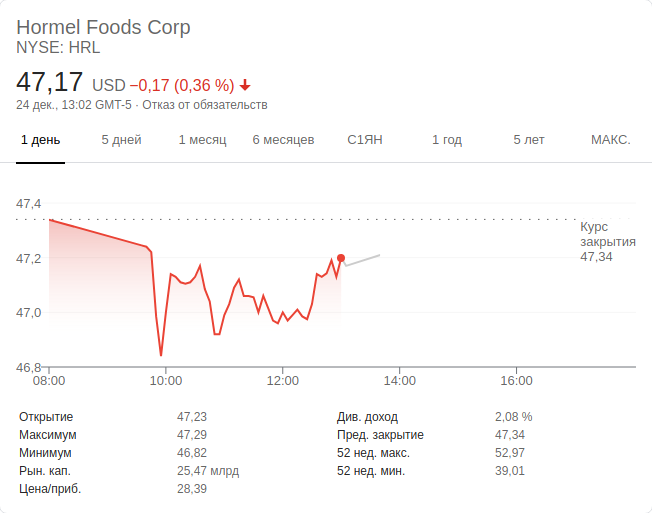 Hormel Foods Corp
NYSE: HRL
47,17 USD −0,17 (0,36 %)
24 дек., 13:02 GMT-5 · Отказ от обязательств
1 день 5 дней 1 месяц 6 месяцев С1ЯН 1 год 5 лет МАКС.
47,4
Курс
закрытия
47,34
47,2
47,0
46,8
08:00 10:00 12:00 14:00 16:00
Открытие 47,23 Див. доход 2,08 %
Максимум 47,29 Пред. закрытие 47,34
Минимум 46,82 52 нед. макс. 52,97
Рын. кап. 25,47 млрд 52 нед. мин. 39,01
Цена/приб. 28,39